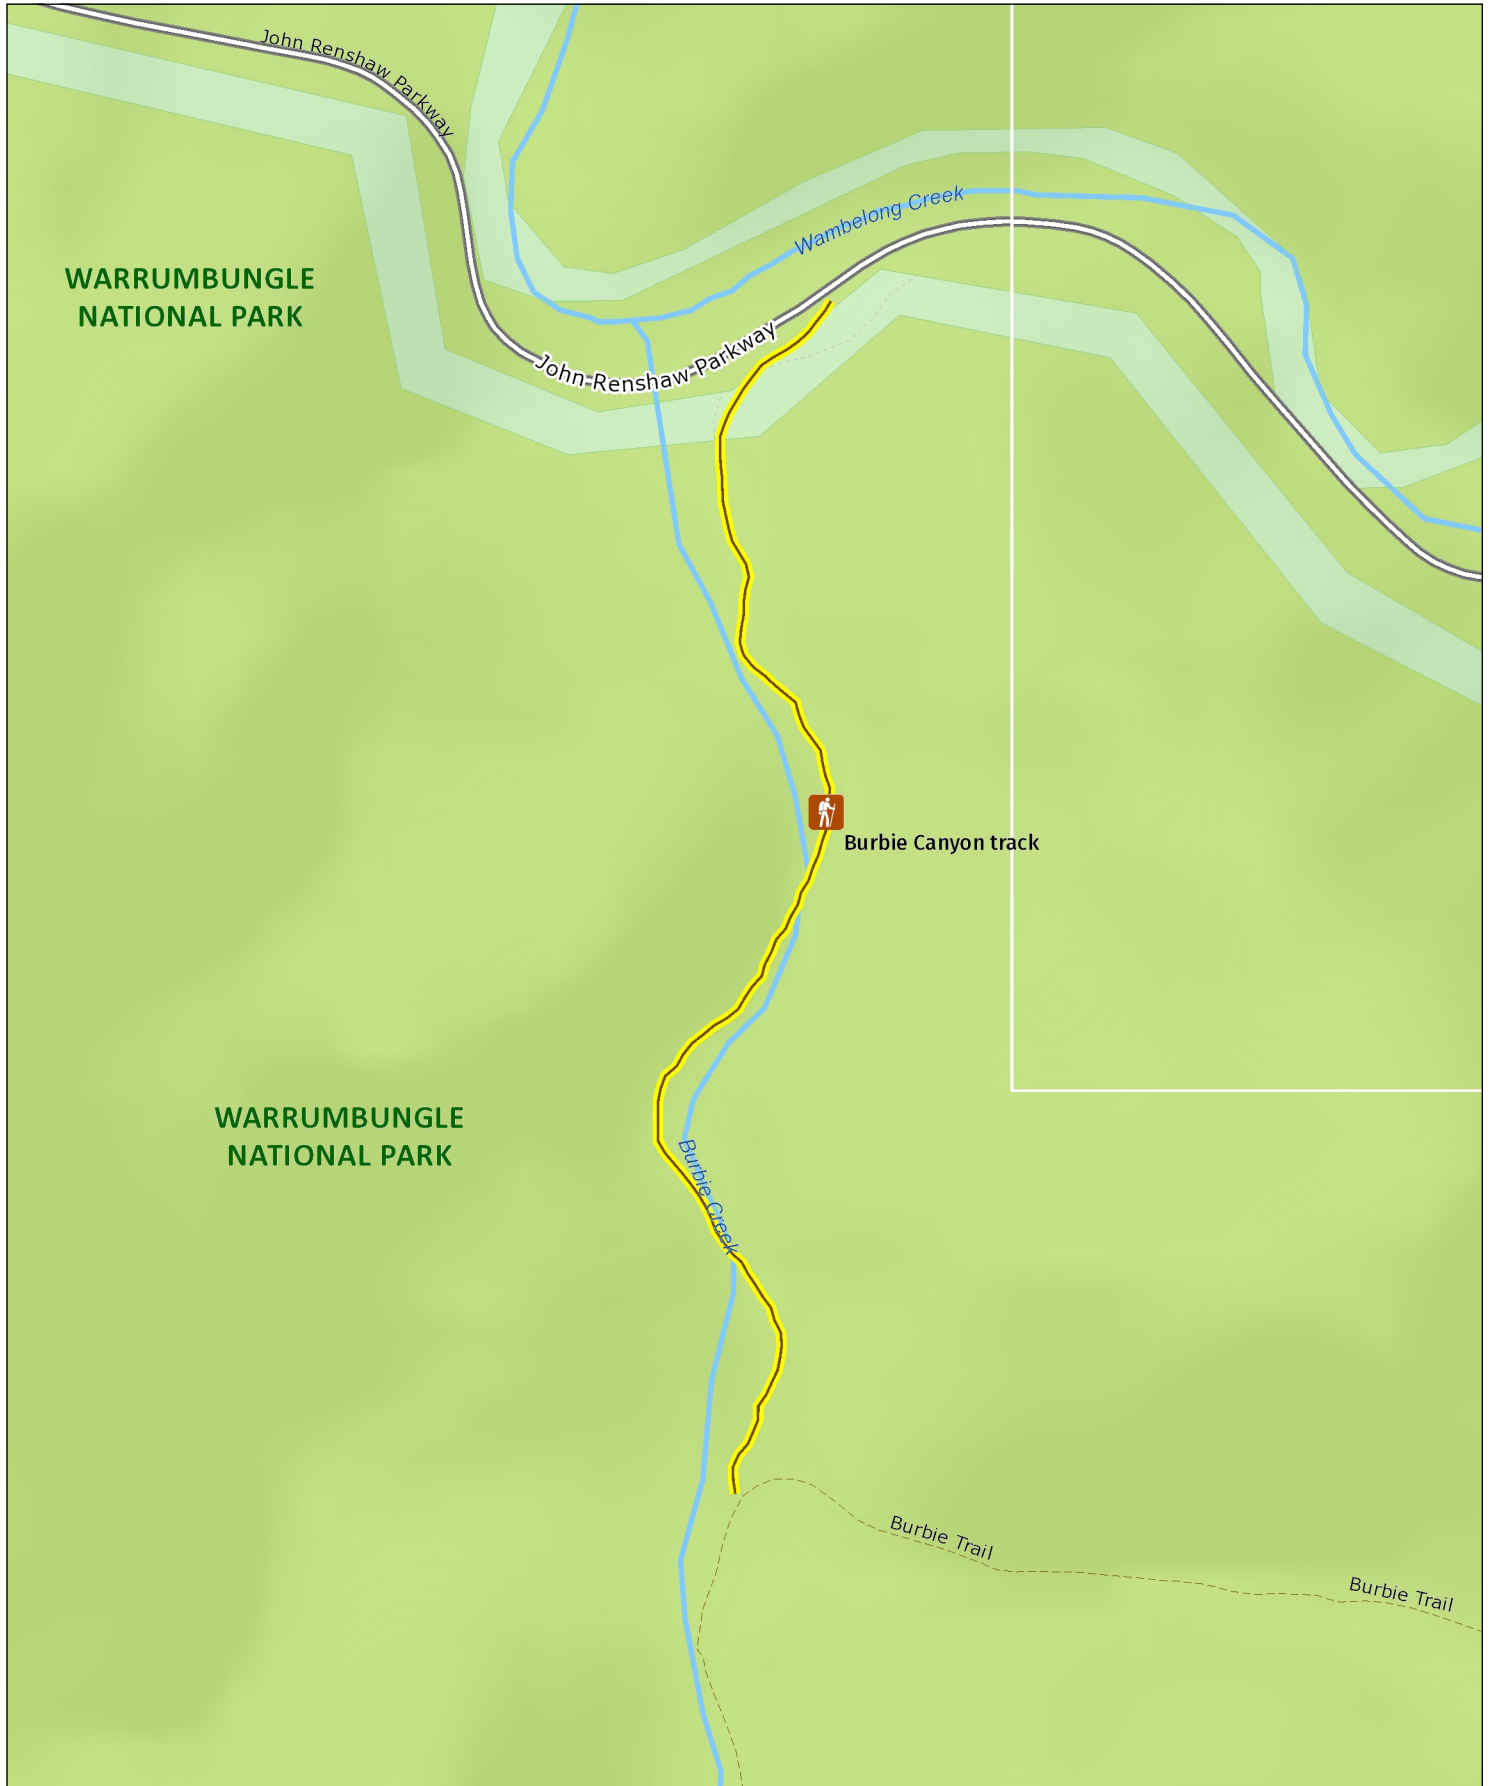 John Renshaw Parkway
Wambelong Creek
WARRUMBUNGLE
NATIONAL PARK
John Renshaw Parkway
Burbie Canyon track
WARRUMBUNGLE
NATIONAL PARK
Burbie Creek
Burbie Trail
Burbie Trail